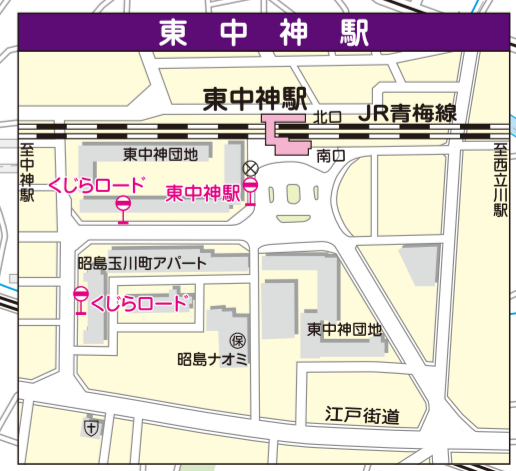 東中神駅
東中神駅
北口
JR青梅線
南口
至中神駅
至西立川駅
東中神団地
くじらロード
東中神駅
昭島玉川町アパート
くじらロード
東中神団地
保
昭島ナオミ
江戸街道